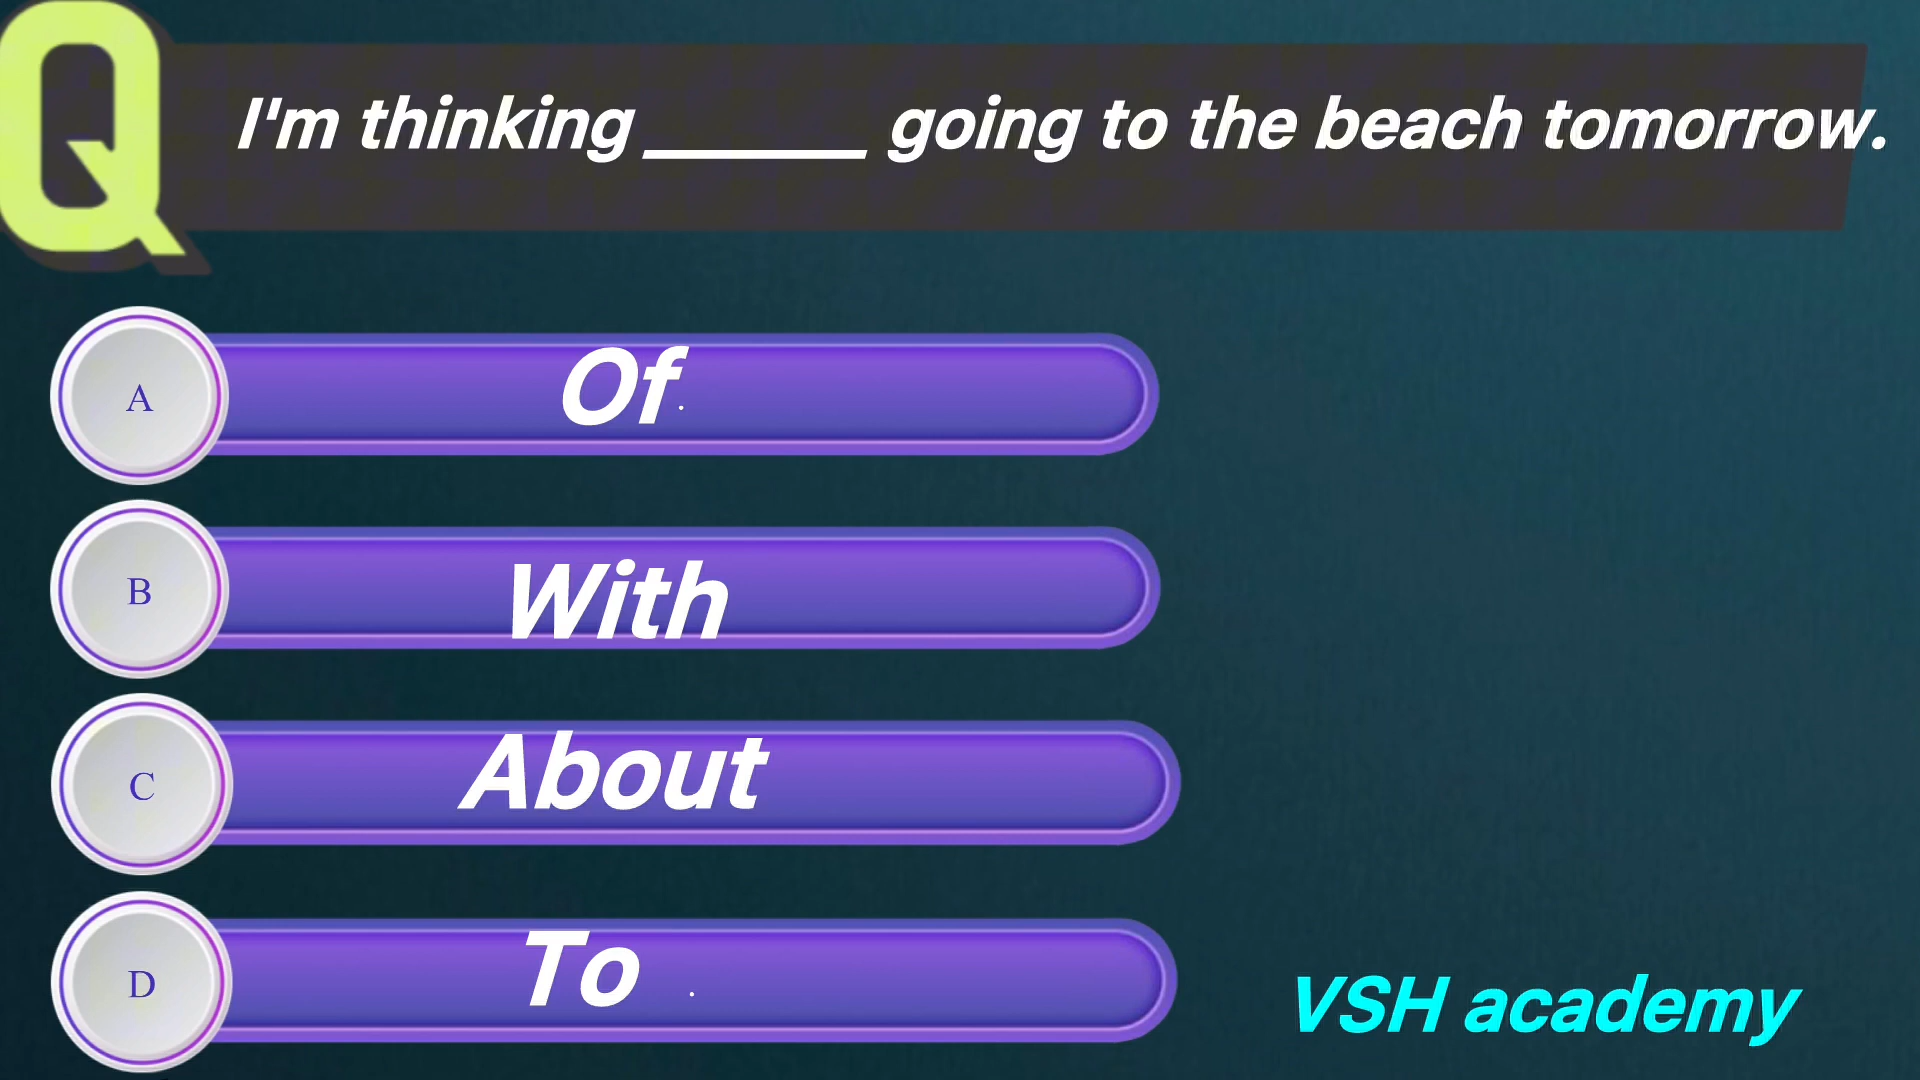 Q
I'm thinking ______ going to the beach tomorrow.
A
Of.
B
With
C
About
D
To .
VSH academy